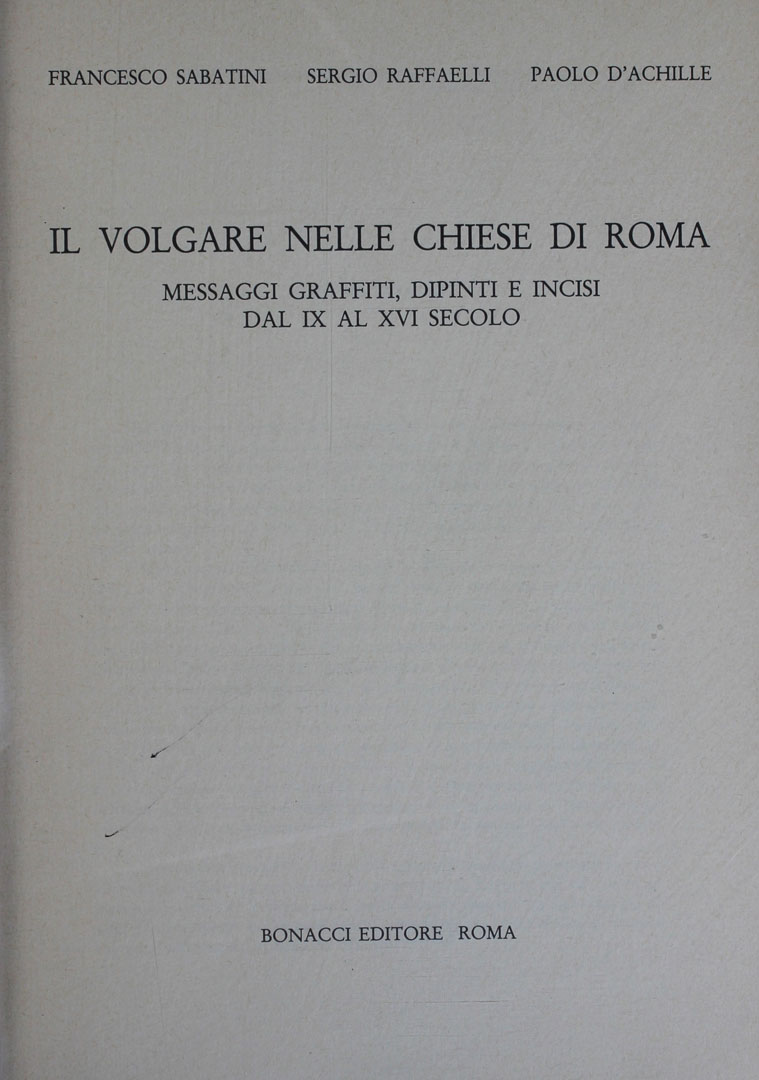 FRANCESCO SABATINI SERGIO RAFFAELLI PAOLO D'ACHILLE
IL VOLGARE NELLE CHIESE DI ROMA
MESSAGGI GRAFFITI, DIPINTI E INCISI
DAL IX AL XVI SECOLO
BONACCI EDITORE ROMA